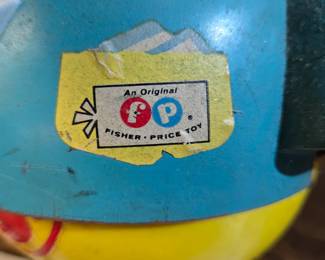 An Original
fp®
FISHER-PRICE TOY